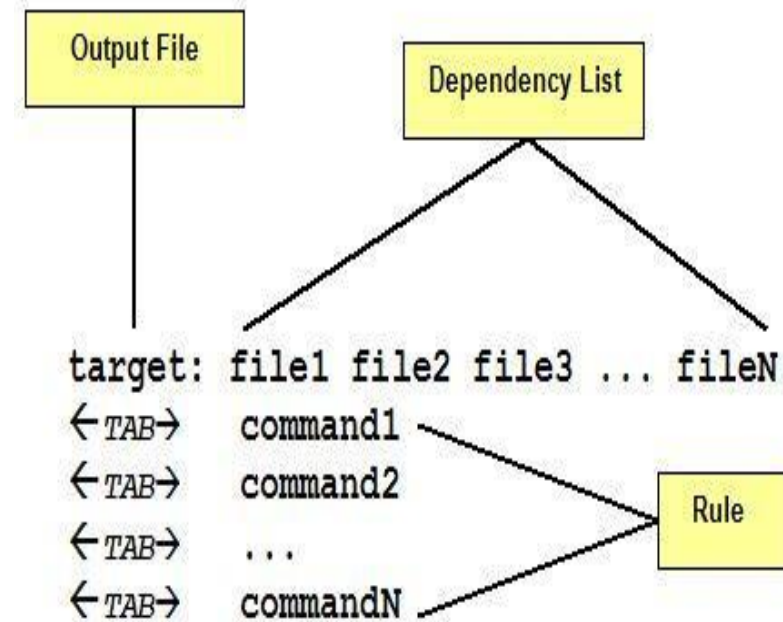 Output File
Dependency List
target: file1 file2 file3 ... fileN
←TAB→ command1
←TAB→ command2
←TAB→ ...
←TAB→ commandN
Rule